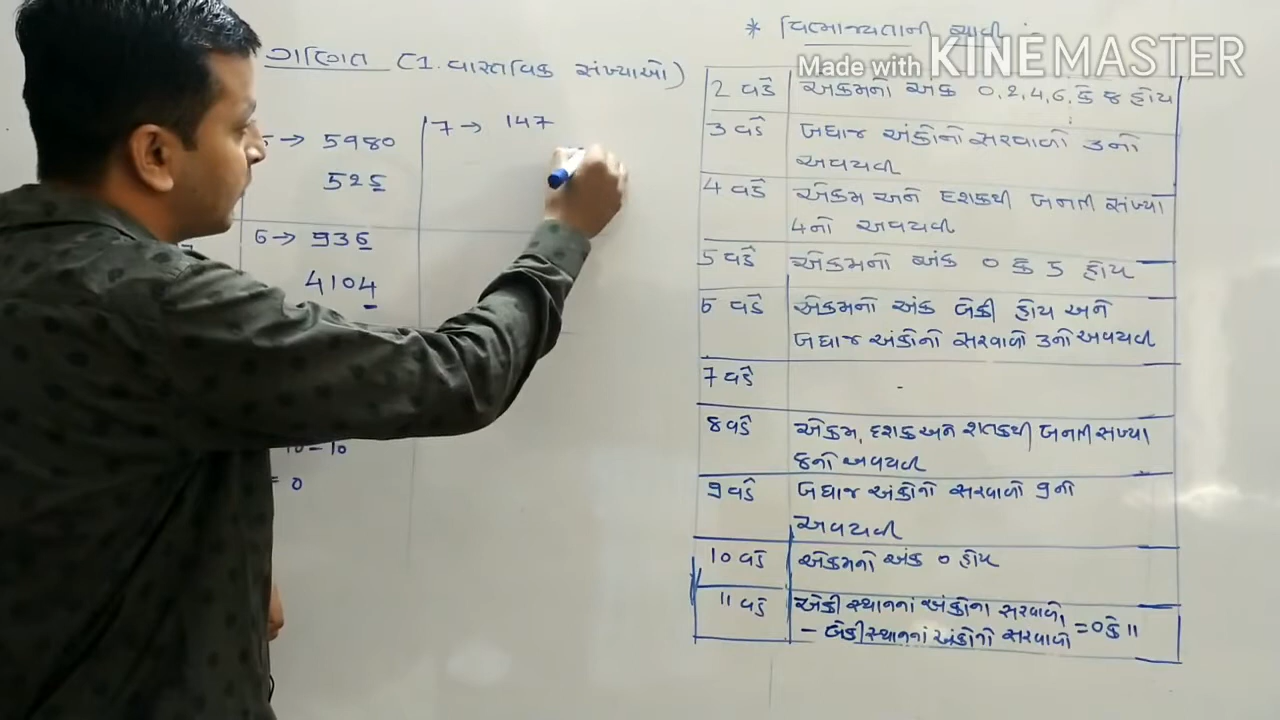 * વિભાજ્યતાની ચાવી :
Made with KINEMASTER
ગણિત (1. વાસ્તવિક સંખ્યાઓ)
→ 5980
525
6 → 936
4104
7 → 147
10 - 10
= 0
2 વડે એકમનો અંક 0, 2, 4, 6, કે 8 હોય
3 વડે બધાજ અંકોનો સરવાળો 3નો
અવયવી
4 વડે એકમ અને દશકથી બનતી સંખ્યા
4નો અવયવી
5 વડે એકમનો અંક 0 કે 5 હોય
6 વડે એકમનો અંક બેકી હોય અને
બધાજ અંકોનો સરવાળો 3નો અવયવી
7 વડે
8 વડે એકમ, દશક અને શતકથી બનતી સંખ્યા
8નો અવયવી
9 વડે બધાજ અંકોનો સરવાળો 9નો
અવયવી
10 વડે એકમનો અંક 0 હોય
11 વડે એકી સ્થાનનાં અંકોના સરવાળો
- બેકી સ્થાનનાં અંકોનો સરવાળો = 0 કે 11